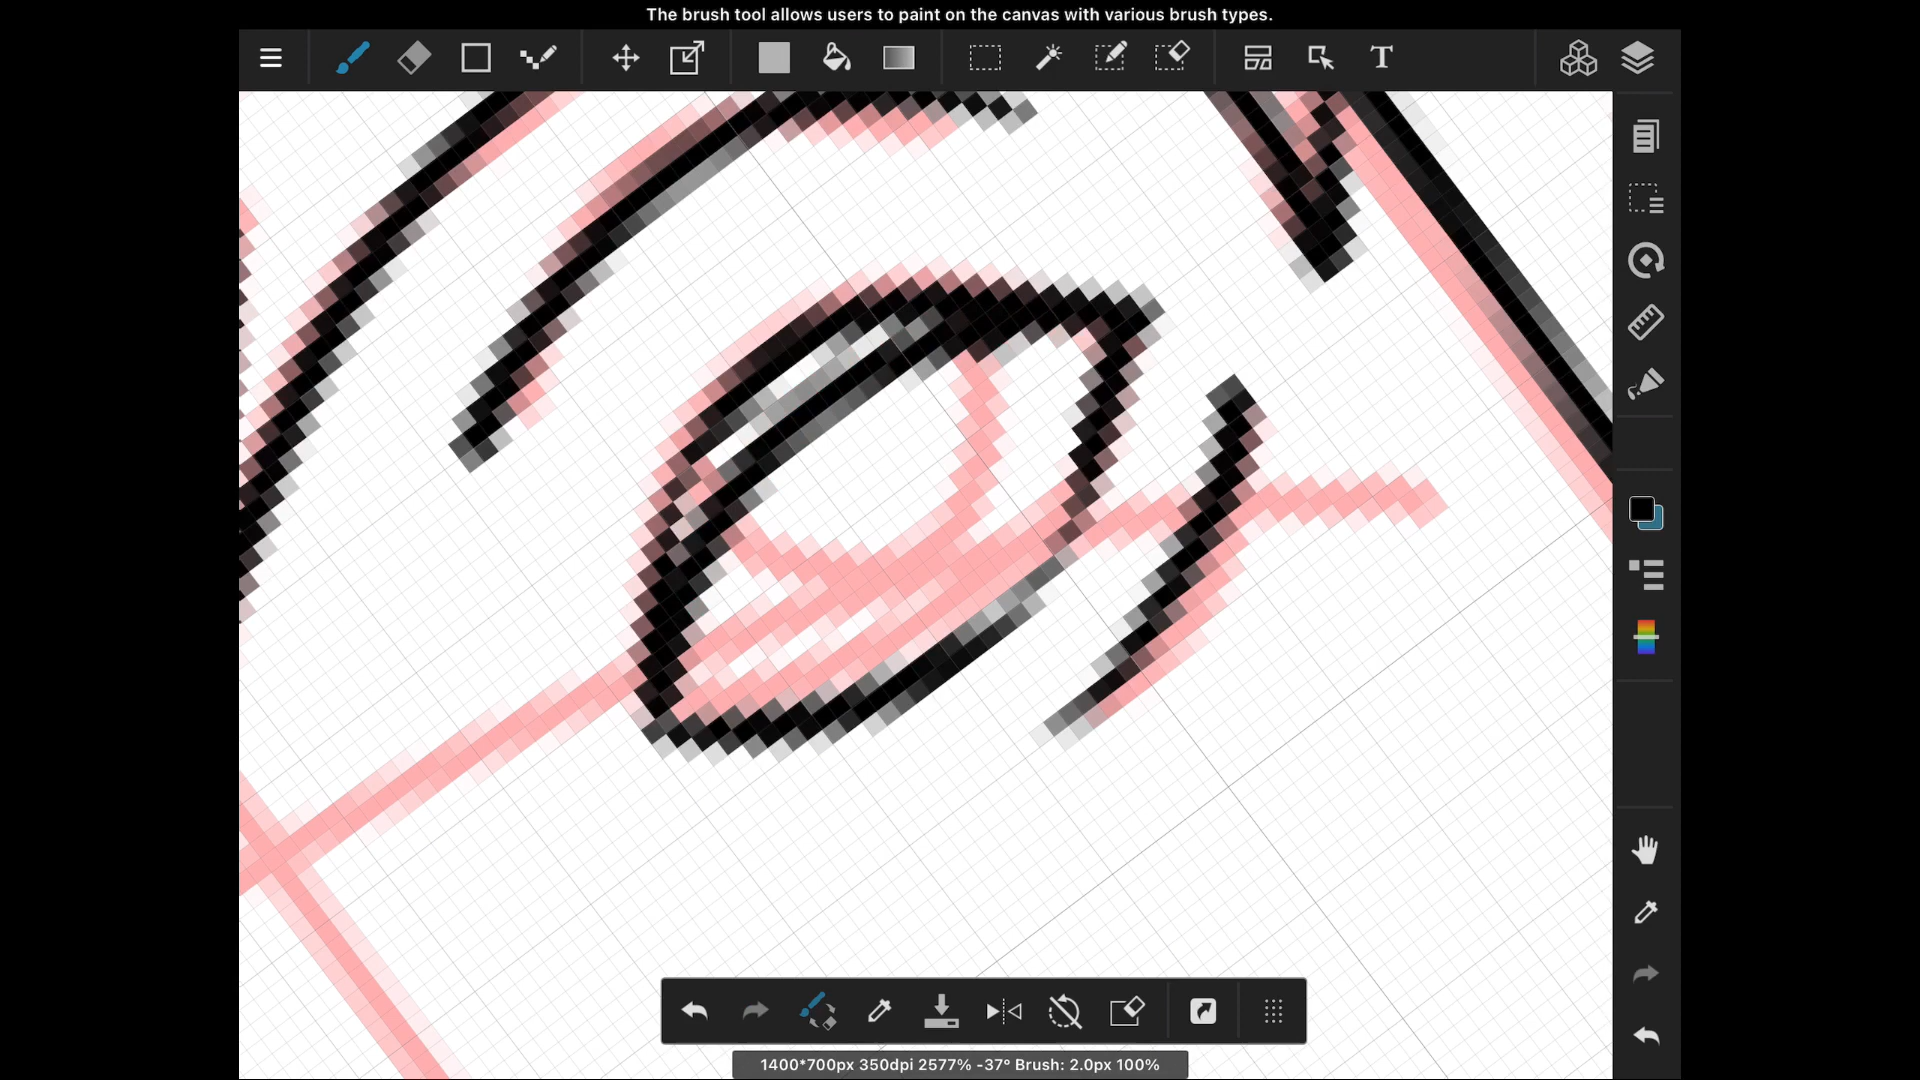 The brush tool allows users to paint on the canvas with various brush types.
T
1400*700px 350dpi 2577% -37° Brush: 2.0px 100%